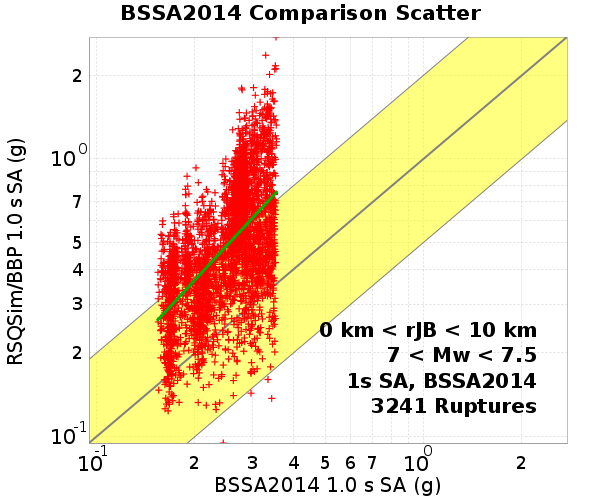 BSSA2014 Comparison Scatter
RSQSim/BBP 1.0 s SA (g)
2
10^0
7
5
4
3
2
10^-1
0 km < rJB < 10 km
7 < Mw < 7.5
1s SA, BSSA2014
3241 Ruptures
10^-1 2 3 4 5 6 7 10^0 2
BSSA2014 1.0 s SA (g)